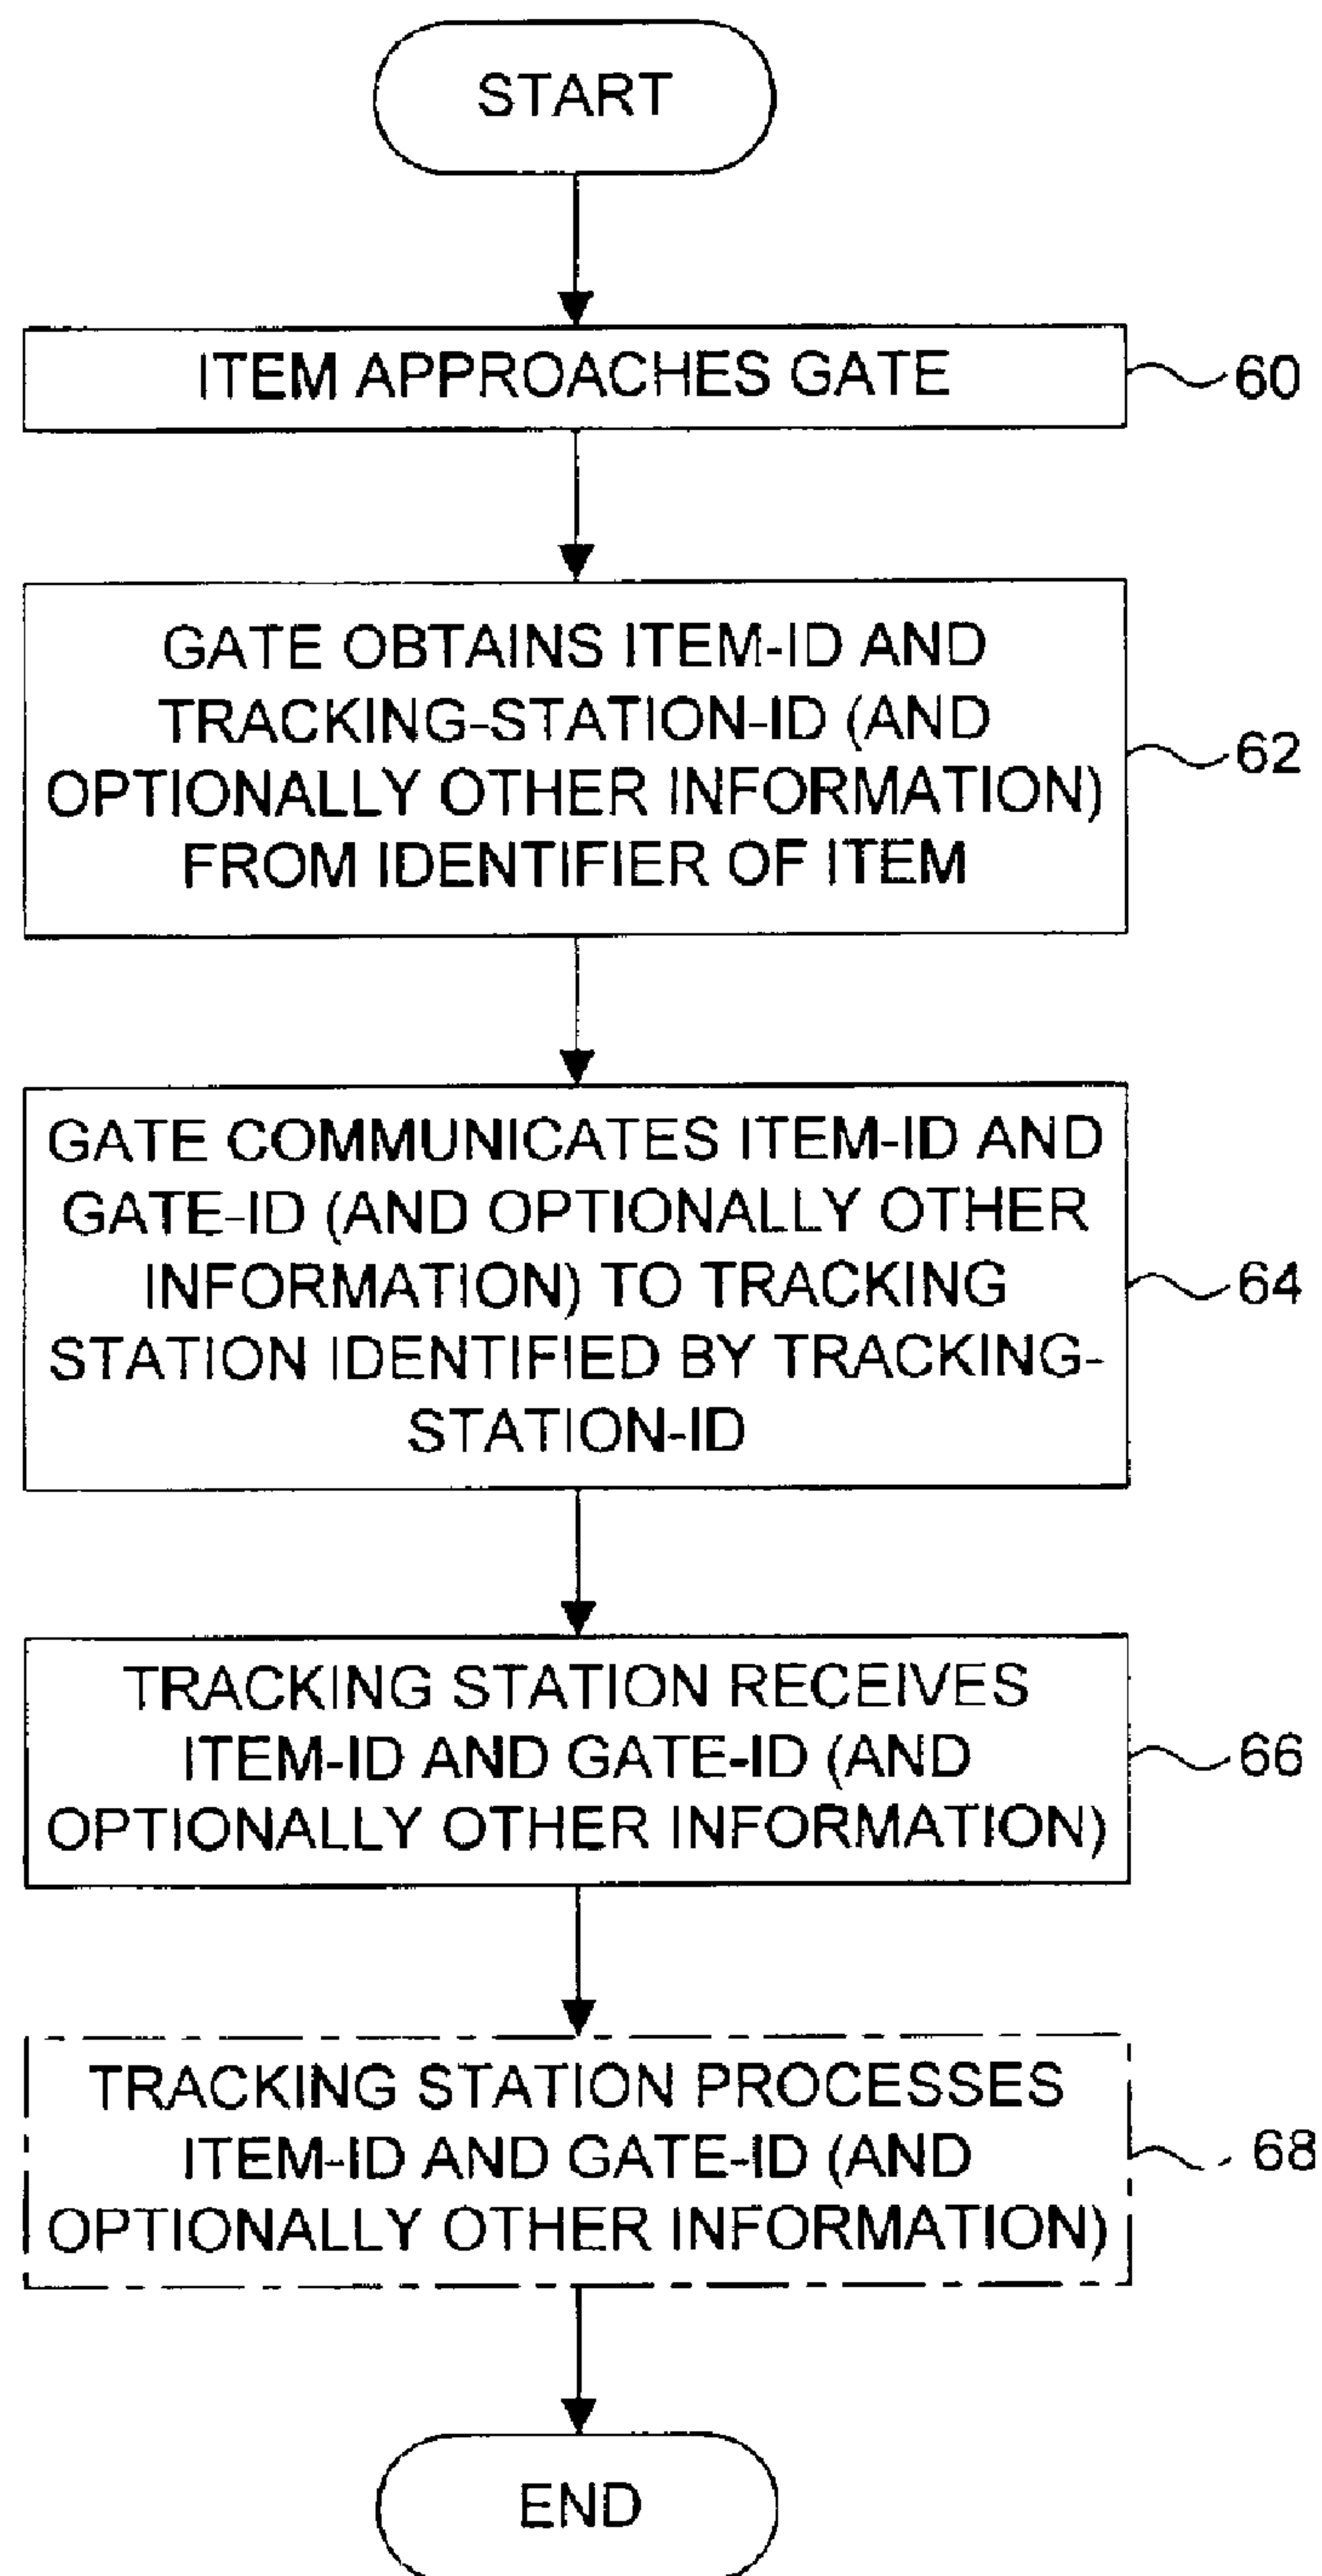 START
ITEM APPROACHES GATE
60
GATE OBTAINS ITEM-ID AND
TRACKING-STATION-ID (AND
OPTIONALLY OTHER INFORMATION)
FROM IDENTIFIER OF ITEM
62
GATE COMMUNICATES ITEM-ID AND
GATE-ID (AND OPTIONALLY OTHER
INFORMATION) TO TRACKING
STATION IDENTIFIED BY TRACKING-
STATION-ID
64
TRACKING STATION RECEIVES
ITEM-ID AND GATE-ID (AND
OPTIONALLY OTHER INFORMATION)
66
TRACKING STATION PROCESSES
ITEM-ID AND GATE-ID (AND
OPTIONALLY OTHER INFORMATION)
68
END